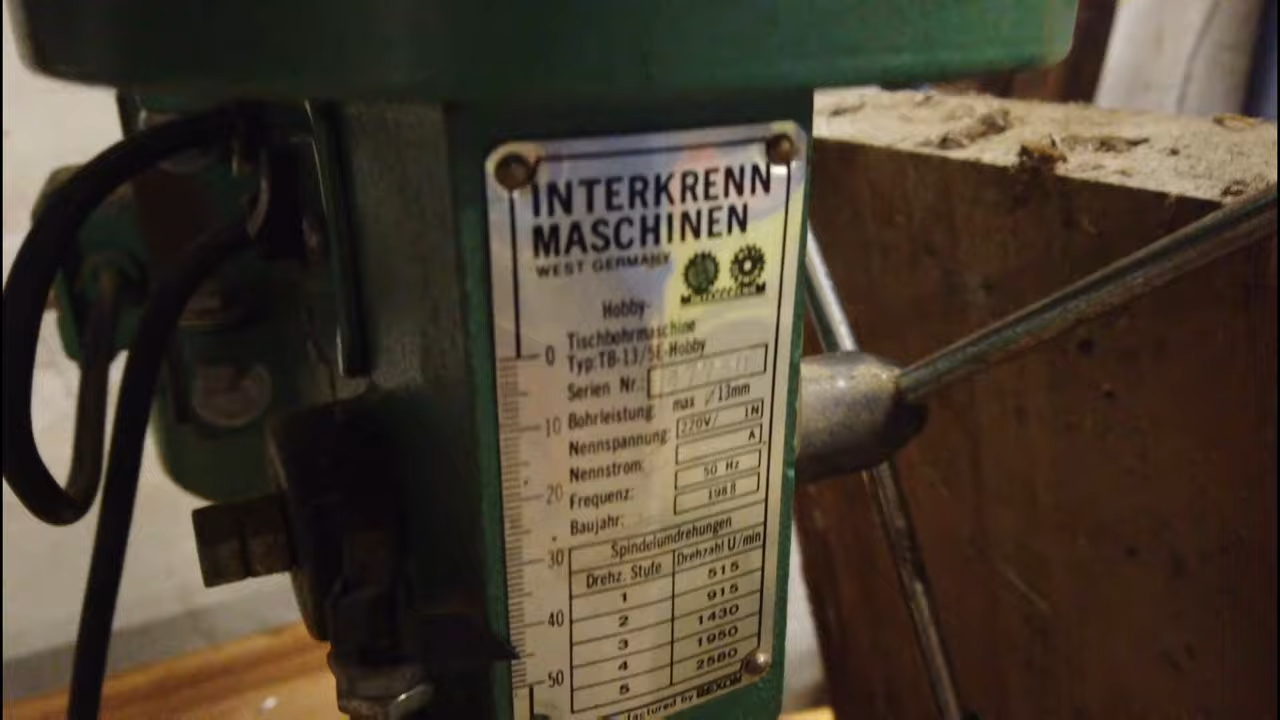 INTERKRENN
MASCHINEN
WEST GERMANY
Hobby-
Tischbohrmaschine
Typ:TB-13/5E-Hobby
Serien Nr.:
Bohrleistung: max 13mm
Nennspannung: 220V/ 1N
Nennstrom: A
Frequenz: 50 Hz
Baujahr: 1988
Spindelumdrehungen
Drehz. Stufe Drehzahl U/min
1 515
2 915
3 1430
4 1950
5 2580
by REXON
0
10
20
30
40
50